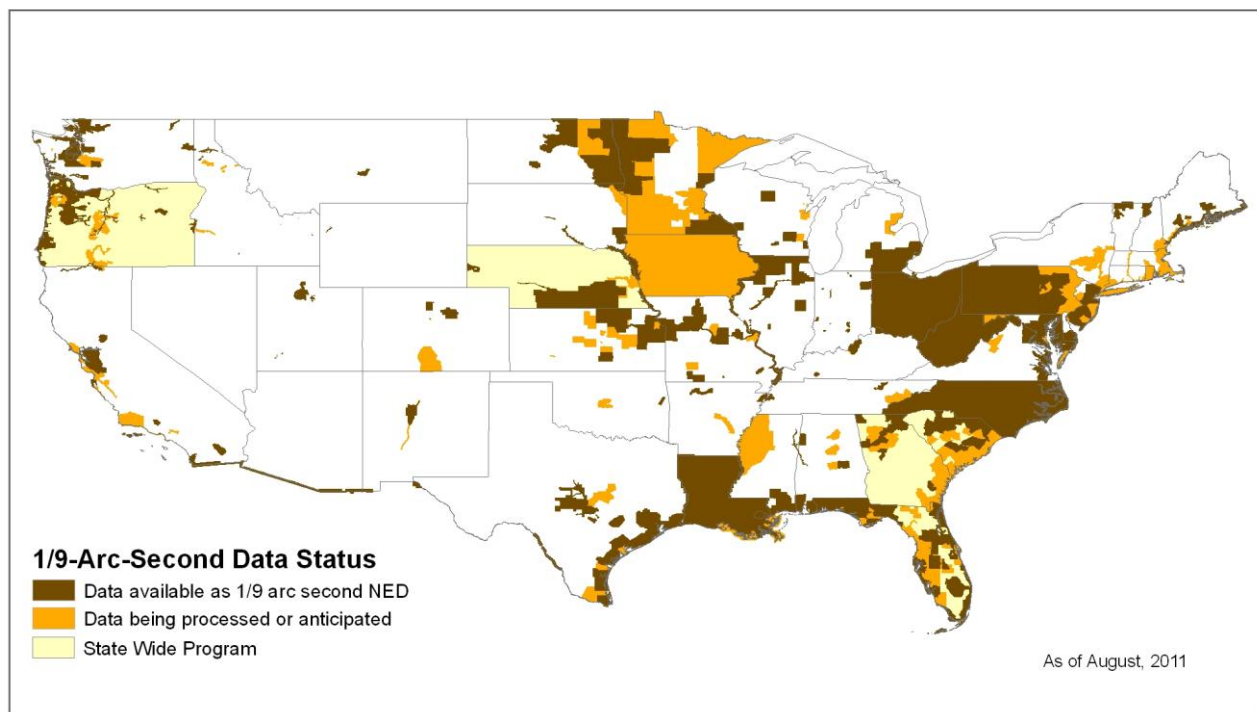 1/9-Arc-Second Data Status
Data available as 1/9 arc second NED
Data being processed or anticipated
State Wide Program
As of August, 2011